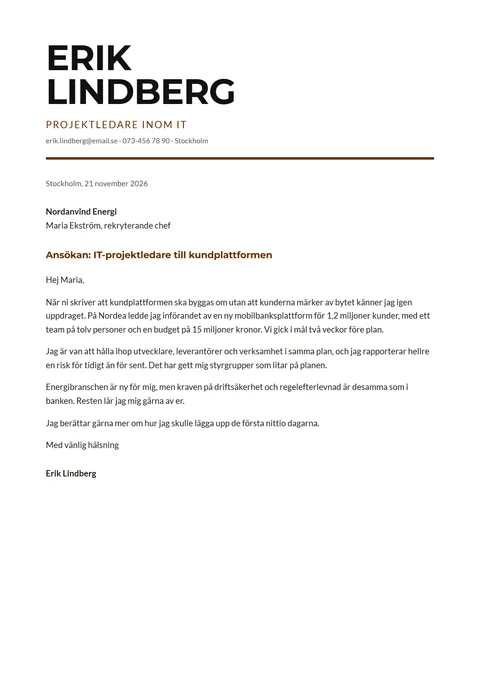 ERIK
LINDBERG
PROJEKTLEDARE INOM IT
erik.lindberg@email.se · 073-456 78 90 · Stockholm
Stockholm, 21 november 2026
Nordanvind Energi
Maria Ekström, rekryterande chef
Ansökan: IT-projektledare till kundplattformen
Hej Maria,
När ni skriver att kundplattformen ska byggas om utan att kunderna märker av bytet känner jag igen
uppdraget. På Nordea ledde jag införandet av en ny mobilbanksplattform för 1,2 miljoner kunder, med ett
team på tolv personer och en budget på 15 miljoner kronor. Vi gick i mål två veckor före plan.
Jag är van att hålla ihop utvecklare, leverantörer och verksamhet i samma plan, och jag rapporterar hellre
en risk för tidigt än för sent. Det har gett mig styrgrupper som litar på planen.
Energibranschen är ny för mig, men kraven på driftsäkerhet och regelefterlevnad är desamma som i
banken. Resten lär jag mig gärna av er.
Jag berättar gärna mer om hur jag skulle lägga upp de första nittio dagarna.
Med vänlig hälsning
Erik Lindberg